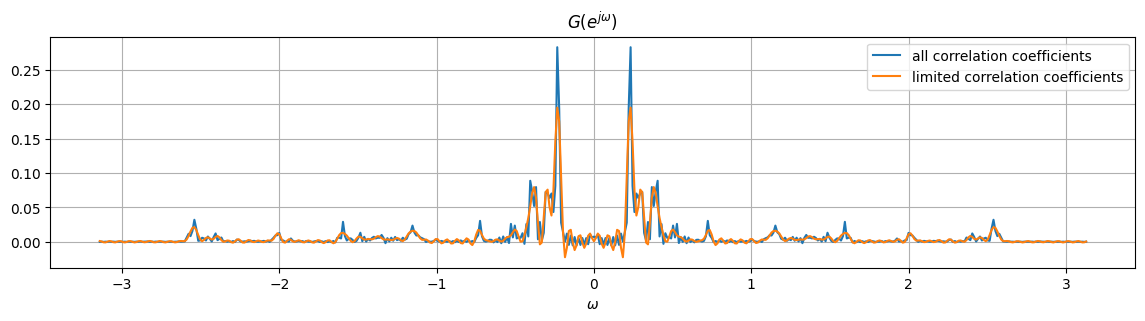 G(e^{jω})
all correlation coefficients
limited correlation coefficients
0.25
0.20
0.15
0.10
0.05
0.00
−3 −2 −1 0 1 2 3
ω